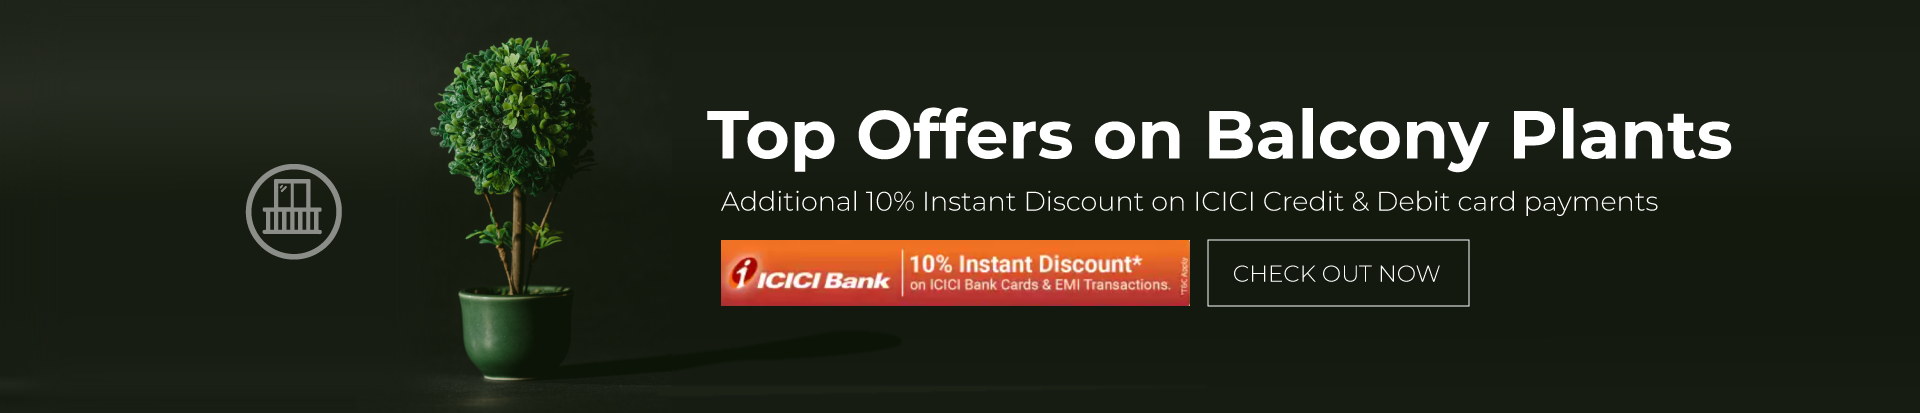 Top Offers on Balcony Plants
Additional 10% Instant Discount on ICICI Credit & Debit card payments
i ICICI Bank
10% Instant Discount*
on ICICI Bank Cards & EMI Transactions.
*T&C Apply
CHECK OUT NOW